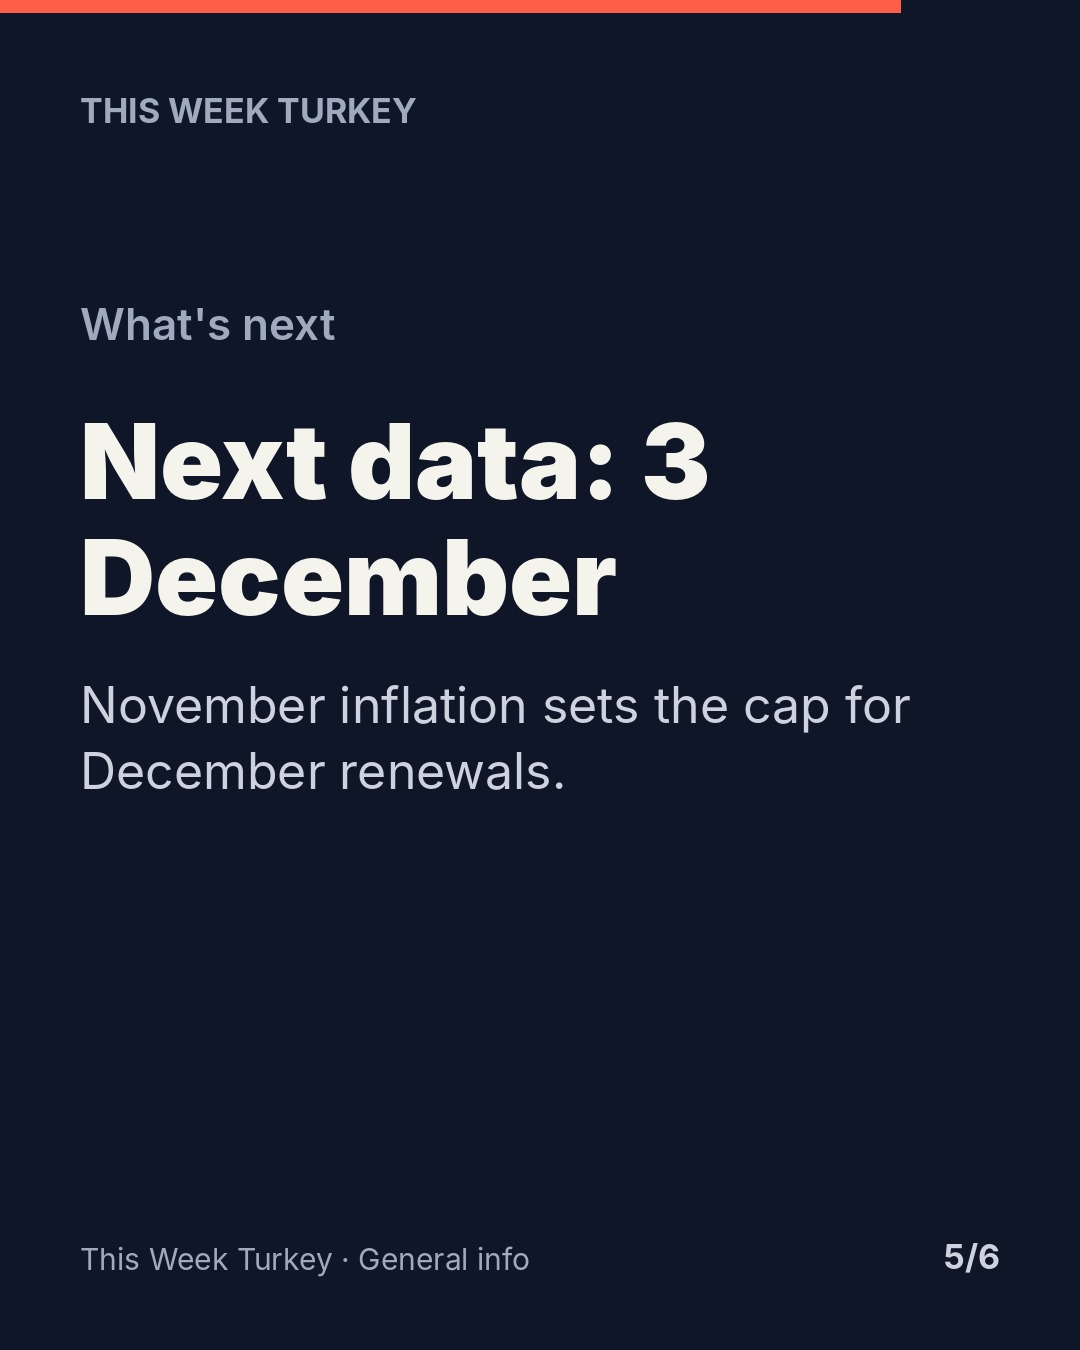 THIS WEEK TURKEY
What's next
Next data: 3
December
November inflation sets the cap for
December renewals.
This Week Turkey · General info
5/6